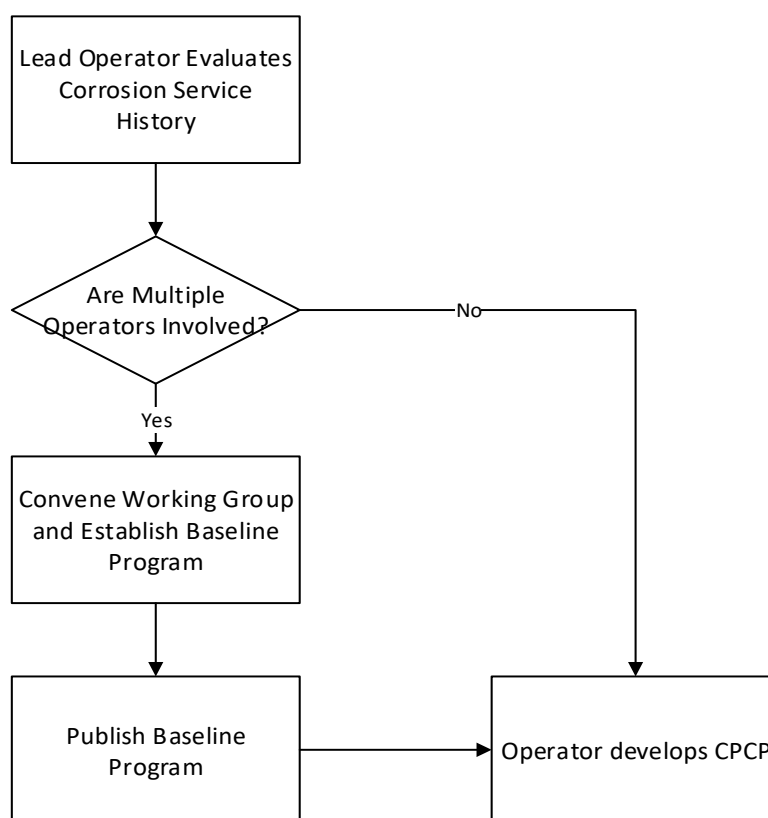 Lead Operator Evaluates
Corrosion Service
History
Are Multiple
Operators Involved?
No
Yes
Convene Working Group
and Establish Baseline
Program
Publish Baseline
Program
Operator develops CPCP